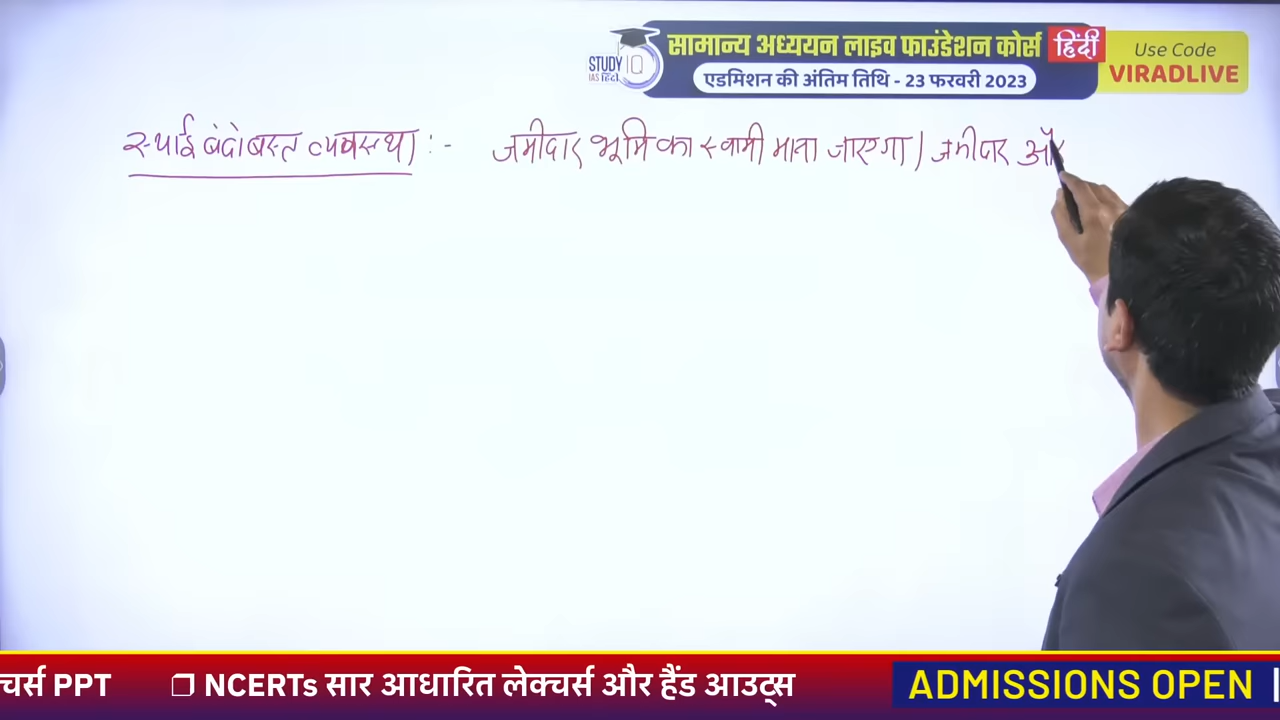 सामान्य अध्ययन लाइव फाउंडेशन कोर्स हिंदी
STUDY IQ
IAS हिंदी
एडमिशन की अंतिम तिथि - 23 फरवरी 2023
Use Code
VIRADLIVE
स्थाई बंदोबस्त व्यवस्था :- जमीदार भूमि का स्वामी माना जाएगा / जमीदार
चर्स PPT ❐ NCERTs सार आधारित लेक्चर्स और हैंड आउट्स ADMISSIONS OPEN